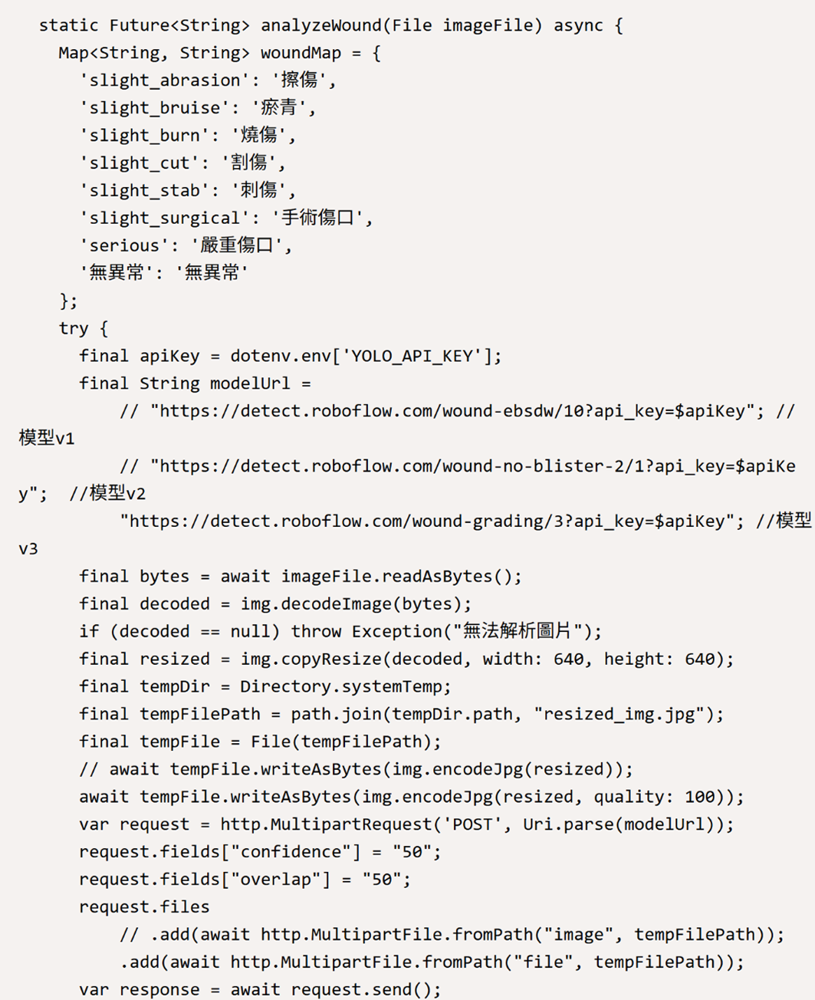 static Future<String> analyzeWound(File imageFile) async {
Map<String, String> woundMap = {
'slight_abrasion': '擦傷',
'slight_bruise': '瘀青',
'slight_burn': '燒傷',
'slight_cut': '割傷',
'slight_stab': '刺傷',
'slight_surgical': '手術傷口',
'serious': '嚴重傷口',
'無異常': '無異常'
};
try {
final apiKey = dotenv.env['YOLO_API_KEY'];
final String modelUrl =
// "https://detect.roboflow.com/wound-ebsdw/10?api_key=$apiKey"; //
模型v1
// "https://detect.roboflow.com/wound-no-blister-2/1?api_key=$apiKe
y";  //模型v2
"https://detect.roboflow.com/wound-grading/3?api_key=$apiKey"; //模型
v3
final bytes = await imageFile.readAsBytes();
final decoded = img.decodeImage(bytes);
if (decoded == null) throw Exception("無法解析圖片");
final resized = img.copyResize(decoded, width: 640, height: 640);
final tempDir = Directory.systemTemp;
final tempFilePath = path.join(tempDir.path, "resized_img.jpg");
final tempFile = File(tempFilePath);
// await tempFile.writeAsBytes(img.encodeJpg(resized));
await tempFile.writeAsBytes(img.encodeJpg(resized, quality: 100));
var request = http.MultipartRequest('POST', Uri.parse(modelUrl));
request.fields["confidence"] = "50";
request.fields["overlap"] = "50";
request.files
// .add(await http.MultipartFile.fromPath("image", tempFilePath));
.add(await http.MultipartFile.fromPath("file", tempFilePath));
var response = await request.send();